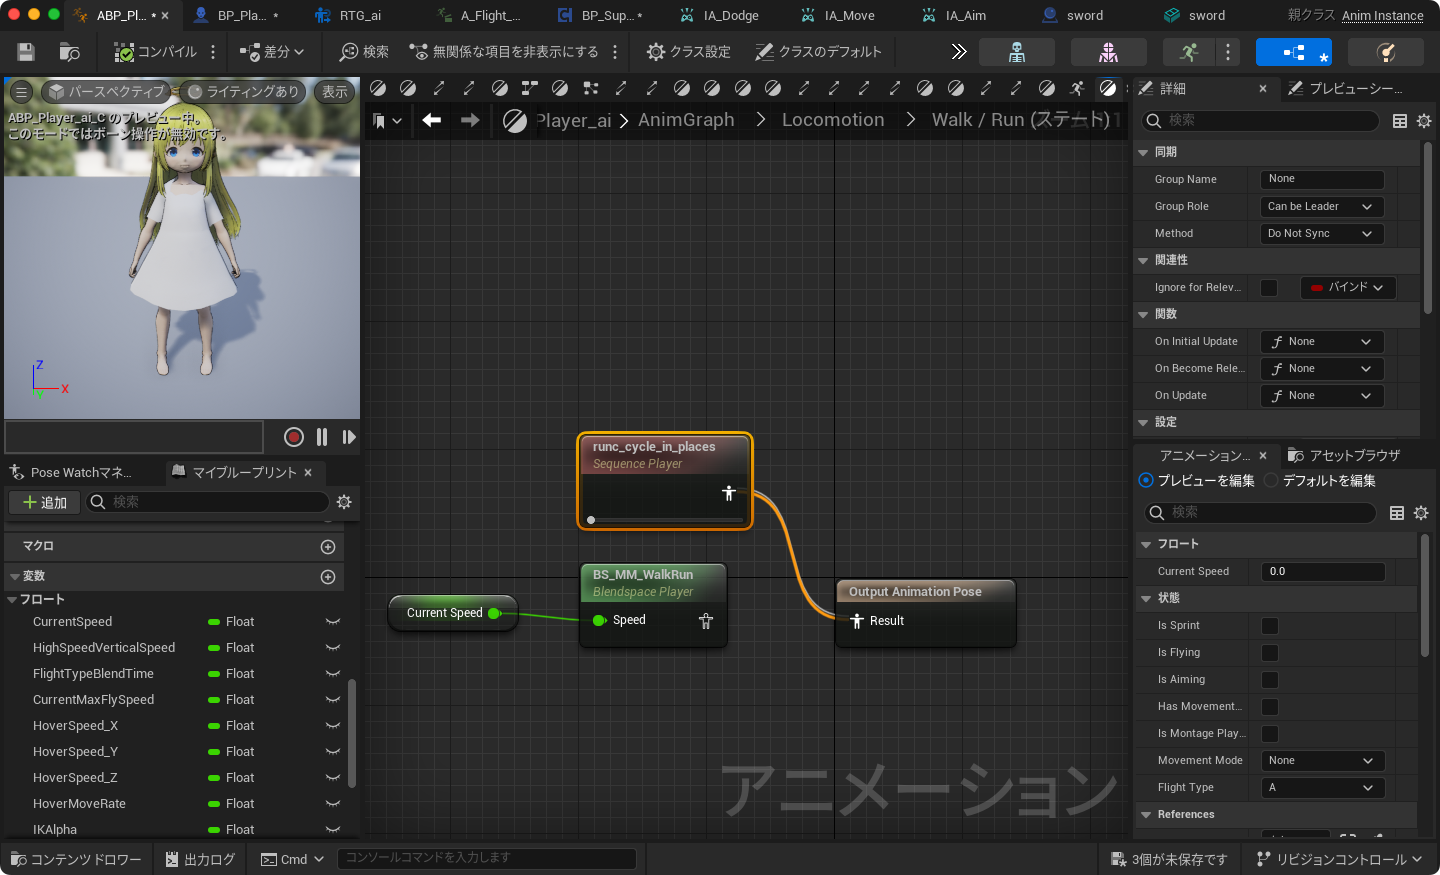 ABP_Pl... *
BP_Pla... *
RTG_ai
A_Flight_...
BP_Sup... *
IA_Dodge
IA_Move
IA_Aim
sword
sword
親クラス Anim Instance
コンパイル
差分
検索
無関係な項目を非表示にする
クラス設定
クラスのデフォルト
パースペクティブ
ライティングあり
表示
ABP_Player_ai_C のプレビュー中。
このモードではボーン操作が無効です。
Z
X
Y
Player_ai
AnimGraph
Locomotion
Walk / Run (ステート)
詳細
プレビューシー...
検索
同期
Group Name
None
Group Role
Can be Leader
Method
Do Not Sync
関連性
Ignore for Relev...
バインド
関数
On Initial Update
None
On Become Rele...
None
On Update
None
設定
Pose Watchマネ...
マイブループリント
追加
検索
マクロ
変数
フロート
CurrentSpeed
Float
HighSpeedVerticalSpeed
Float
FlightTypeBlendTime
Float
CurrentMaxFlySpeed
Float
HoverSpeed_X
Float
HoverSpeed_Y
Float
HoverSpeed_Z
Float
HoverMoveRate
Float
IKAlpha
Float
runc_cycle_in_places
Sequence Player
BS_MM_WalkRun
Blendspace Player
Current Speed
Speed
Output Animation Pose
Result
アニメーション
アニメーション...
アセットブラウザ
プレビューを編集
デフォルトを編集
検索
フロート
Current Speed
0.0
状態
Is Sprint
Is Flying
Is Aiming
Has Movement...
Is Montage Play...
Movement Mode
None
Flight Type
A
References
コンテンツドロワー
出力ログ
Cmd
コンソールコマンドを入力します
3個が未保存です
リビジョンコントロール